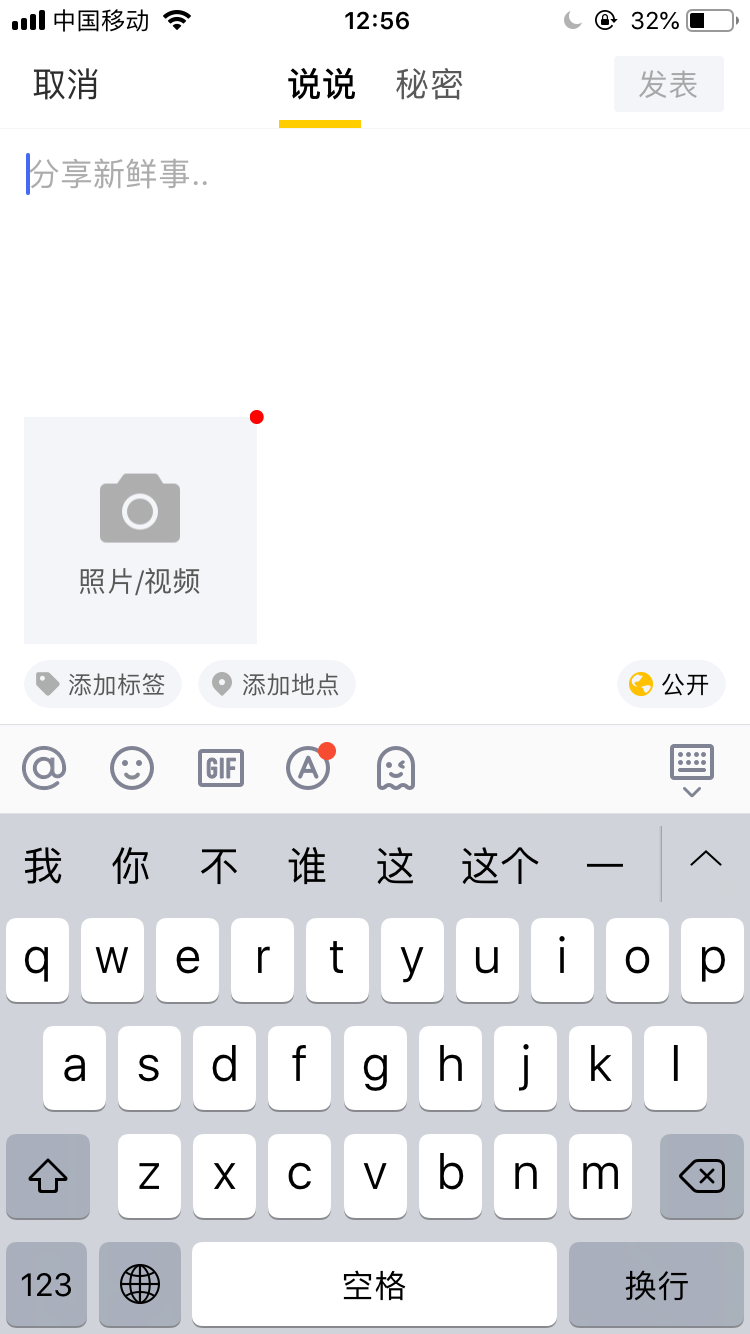 中国移动 12:56 32%
取消 说说 秘密 发表
分享新鲜事..
照片/视频
添加标签 添加地点 公开
@ GIF A
我 你 不 谁 这 这个 一
q w e r t y u i o p
a s d f g h j k l
z x c v b n m
123 空格 换行